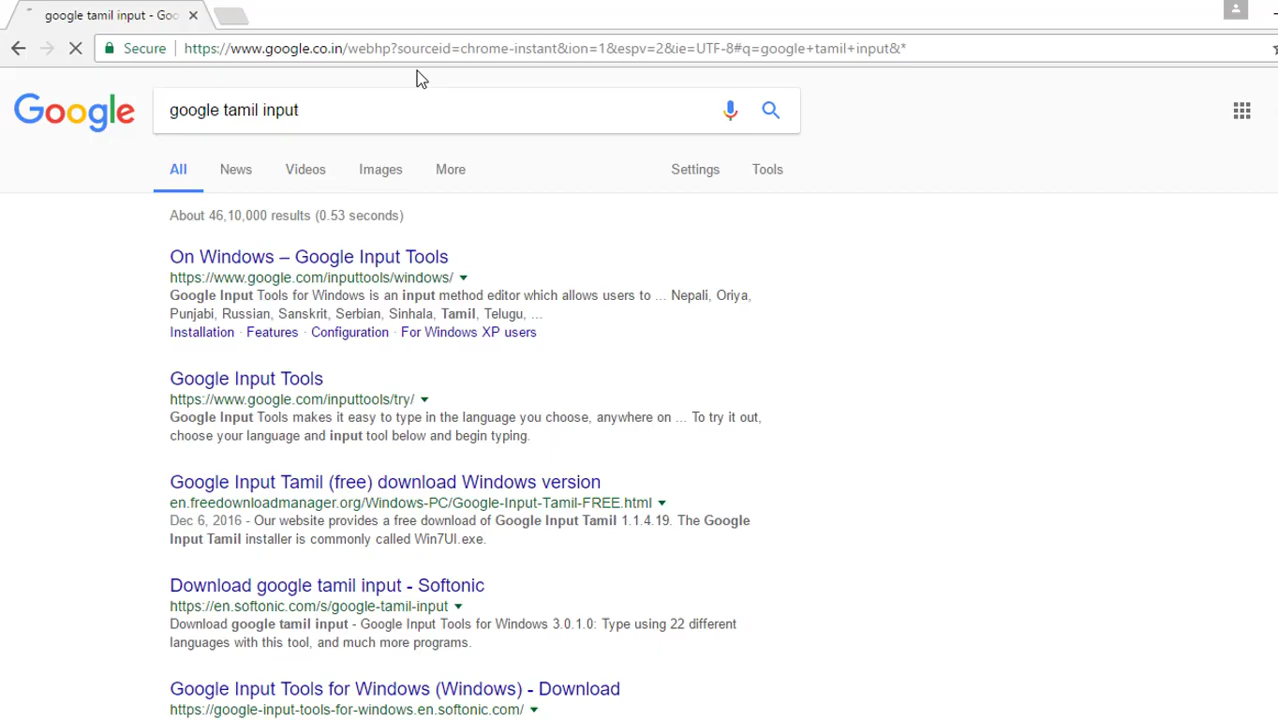 google tamil input - Goo
Secure https://www.google.co.in/webhp?sourceid=chrome-instant&ion=1&espv=2&ie=UTF-8#q=google+tamil+input&*
Google google tamil input
All News Videos Images More Settings Tools
About 46,10,000 results (0.53 seconds)
On Windows – Google Input Tools
https://www.google.com/inputtools/windows/
Google Input Tools for Windows is an input method editor which allows users to ... Nepali, Oriya,
Punjabi, Russian, Sanskrit, Serbian, Sinhala, Tamil, Telugu, ...
Installation · Features · Configuration · For Windows XP users
Google Input Tools
https://www.google.com/inputtools/try/
Google Input Tools makes it easy to type in the language you choose, anywhere on ... To try it out,
choose your language and input tool below and begin typing.
Google Input Tamil (free) download Windows version
en.freedownloadmanager.org/Windows-PC/Google-Input-Tamil-FREE.html
Dec 6, 2016 - Our website provides a free download of Google Input Tamil 1.1.4.19. The Google
Input Tamil installer is commonly called Win7UI.exe.
Download google tamil input - Softonic
https://en.softonic.com/s/google-tamil-input
Download google tamil input - Google Input Tools for Windows 3.0.1.0: Type using 22 different
languages with this tool, and much more programs.
Google Input Tools for Windows (Windows) - Download
https://google-input-tools-for-windows.en.softonic.com/